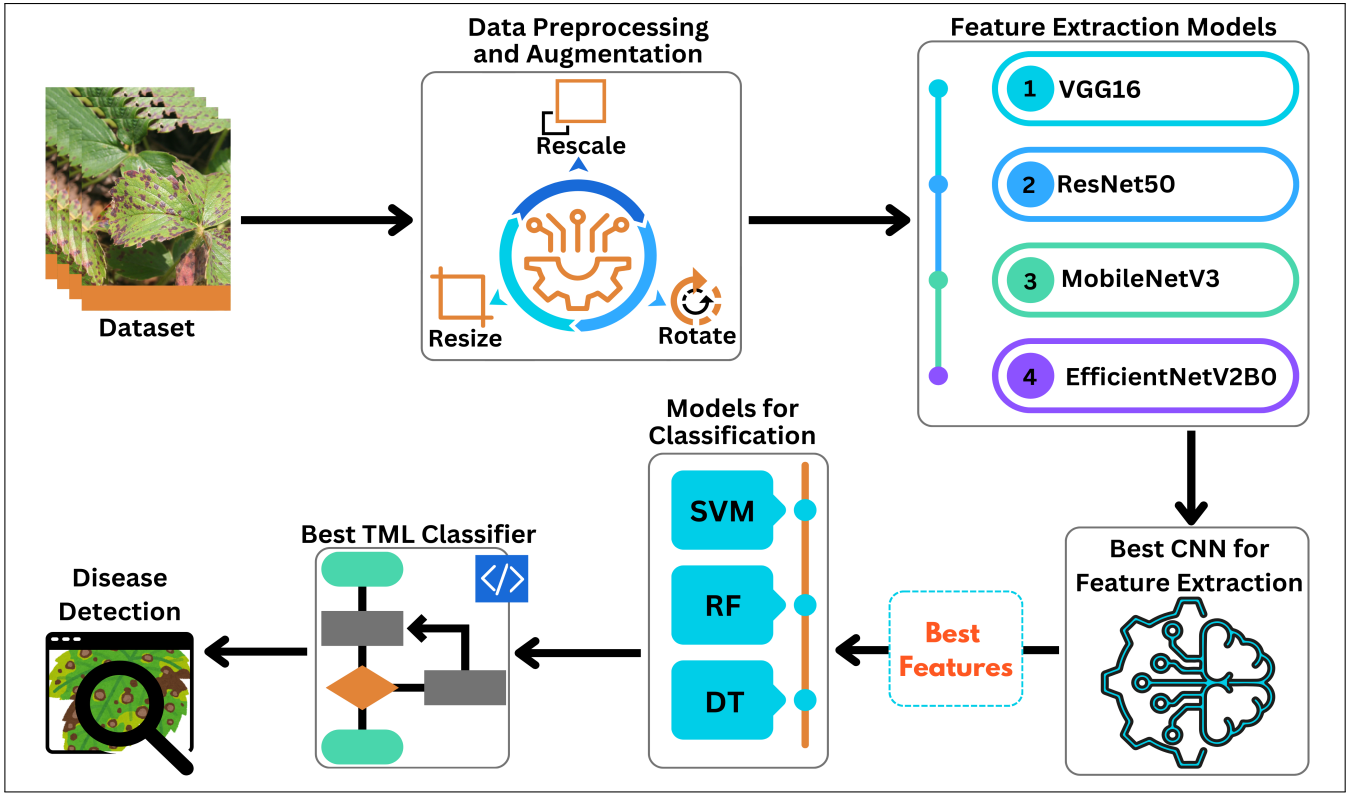 Data Preprocessing
and Augmentation
Feature Extraction Models
Dataset
Rescale
Resize
Rotate
1 VGG16
2 ResNet50
3 MobileNetV3
4 EfficientNetV2B0
Best CNN for
Feature Extraction
Best
Features
Models for
Classification
SVM
RF
DT
Best TML Classifier
</>
Disease
Detection